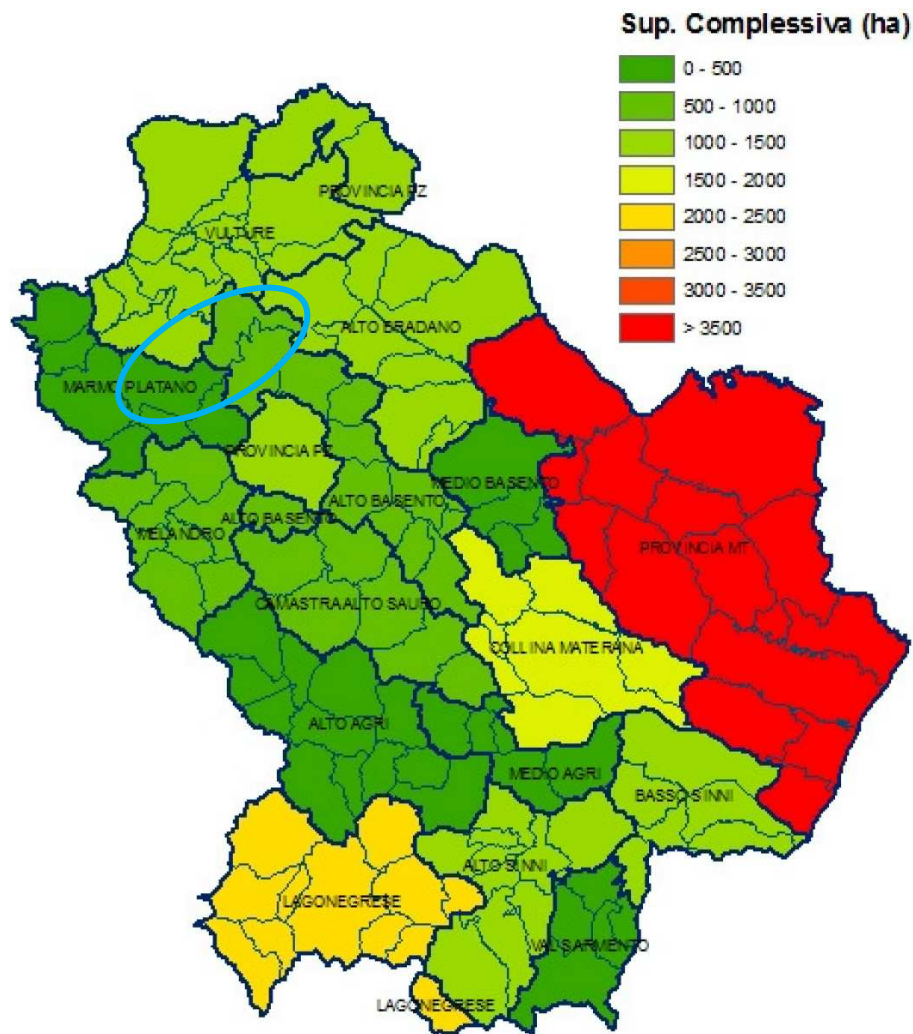 Sup. Complessiva (ha)
0 - 500
500 - 1000
1000 - 1500
1500 - 2000
2000 - 2500
2500 - 3000
3000 - 3500
> 3500
PROVINCIA PZ
VULTURE
ALTO BRADANO
MARMO PLATANO
PROVINCIA PZ
MEDIO BASENTO
ALTO BASENTO
ALTO BASENTO
MELANDRO
PROVINCIA MT
CAMASTRA ALTO SAURO
COLLINA MATERANA
ALTO AGRI
MEDIO AGRI
BASSO SINNI
ALTO SINNI
LAGONEGRESE
VAL SARMENTO
LAGONEGRESE